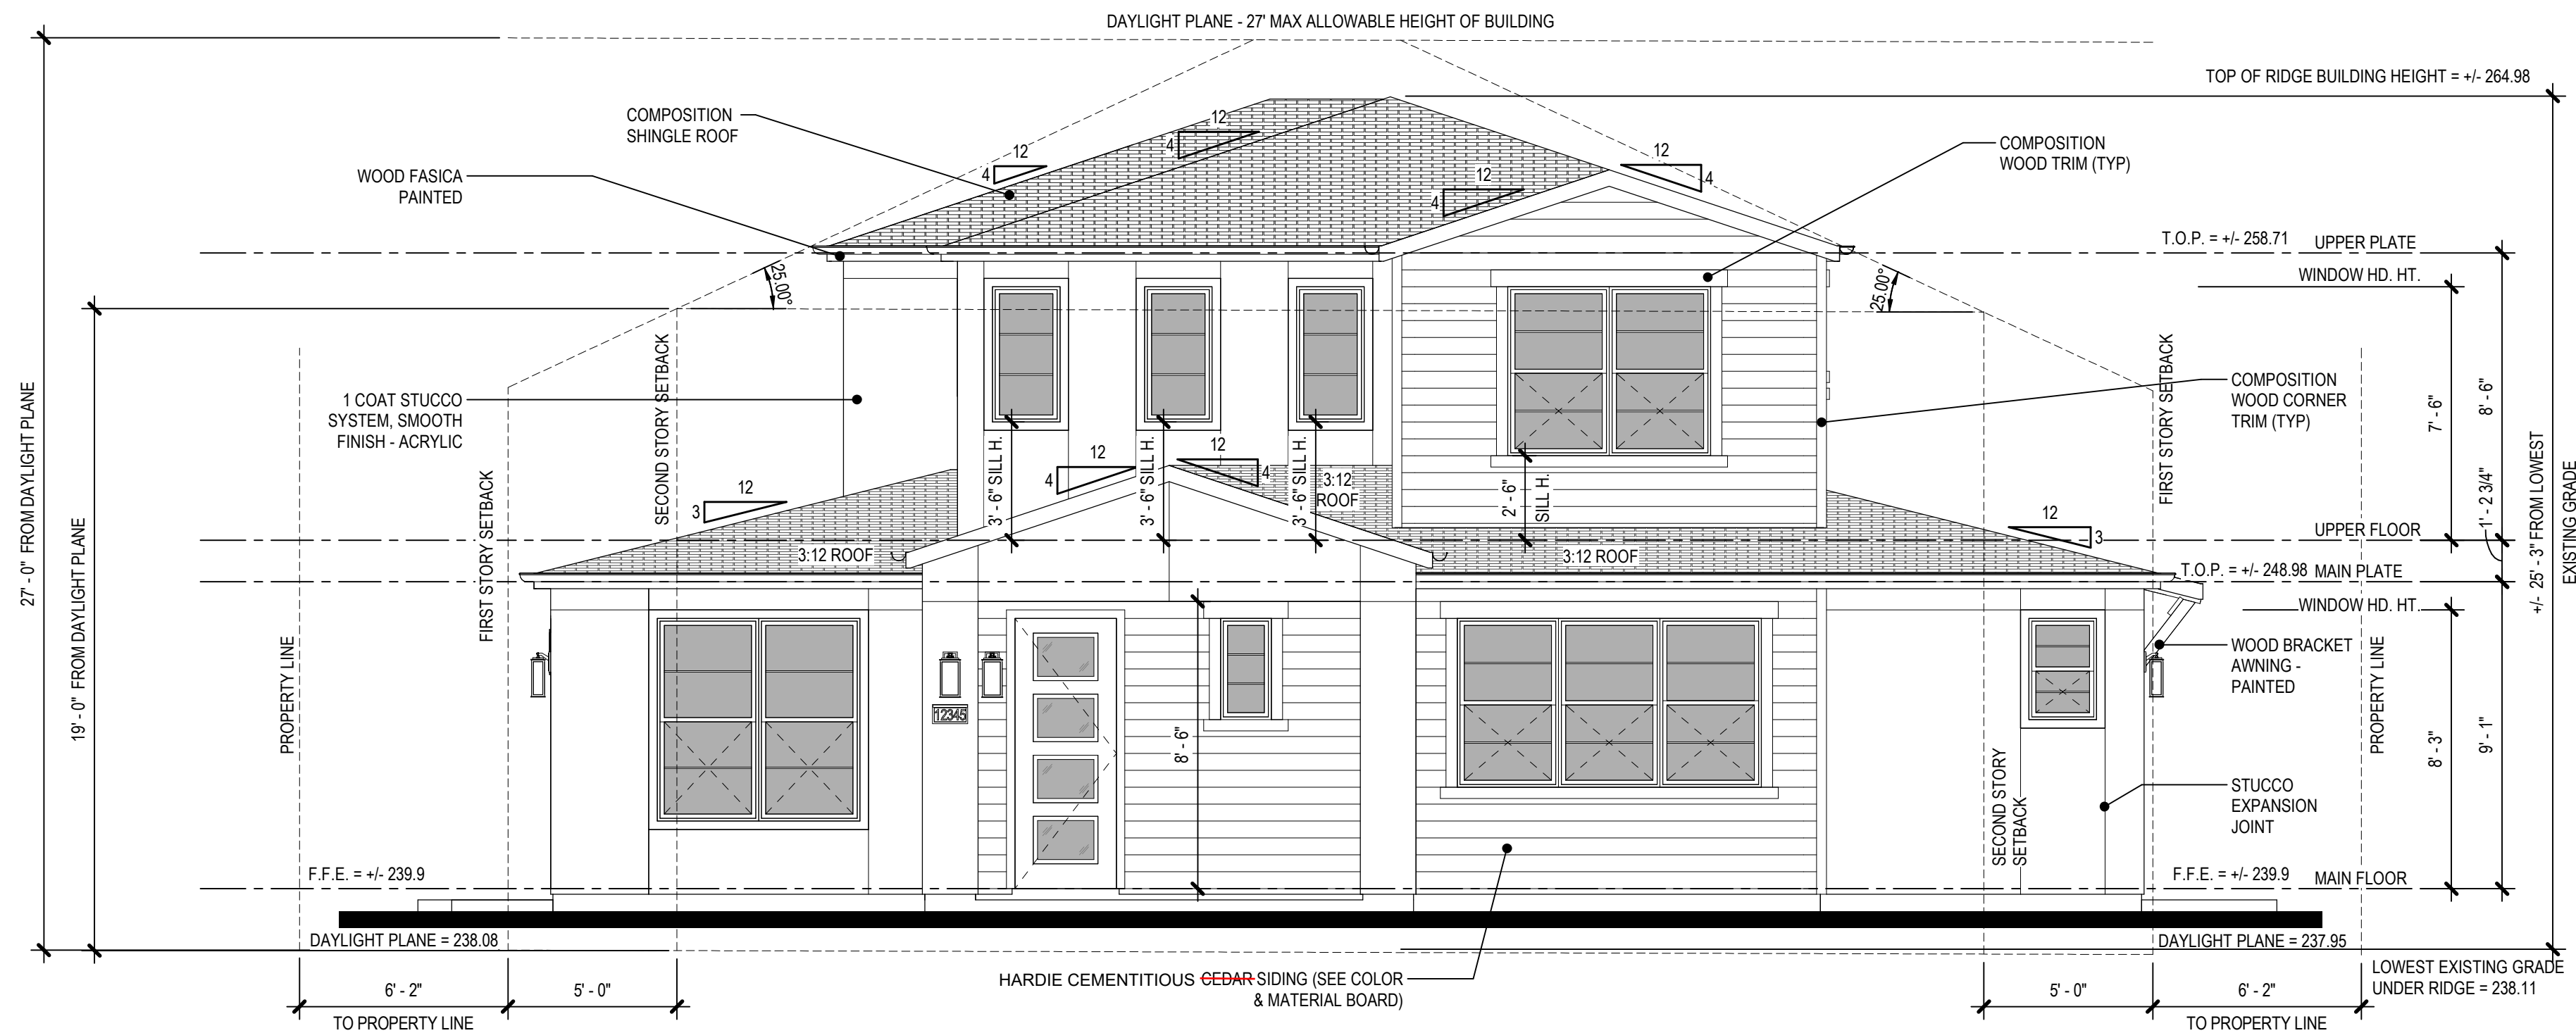 DAYLIGHT PLANE - 27' MAX ALLOWABLE HEIGHT OF BUILDING
TOP OF RIDGE BUILDING HEIGHT = +/- 264.98
COMPOSITION
SHINGLE ROOF
WOOD FASICA
PAINTED
12
4
12
4
12
4
12
4
COMPOSITION
WOOD TRIM (TYP)
T.O.P. = +/- 258.71
UPPER PLATE
WINDOW HD. HT.
25.00°
25.00°
1 COAT STUCCO
SYSTEM, SMOOTH
FINISH - ACRYLIC
COMPOSITION
WOOD CORNER
TRIM (TYP)
27' - 0" FROM DAYLIGHT PLANE
19' - 0" FROM DAYLIGHT PLANE
PROPERTY LINE
FIRST STORY SETBACK
SECOND STORY SETBACK
12
3
12
4
12
4
3' - 6" SILL H.
3' - 6" SILL H.
3' - 6" SILL H.
3:12
ROOF
2' - 6"
SILL H.
3:12 ROOF
3:12 ROOF
12
3
FIRST STORY SETBACK
7' - 6"
8' - 6"
1' - 2 3/4"
+/- 25' - 3" FROM LOWEST
EXISTING GRADE
UPPER FLOOR
T.O.P. = +/- 248.98
MAIN PLATE
WINDOW HD. HT.
WOOD BRACKET
AWNING -
PAINTED
PROPERTY LINE
8' - 3"
9' - 1"
12345
8' - 6"
STUCCO
EXPANSION
JOINT
SECOND STORY
SETBACK
F.F.E. = +/- 239.9
F.F.E. = +/- 239.9
MAIN FLOOR
DAYLIGHT PLANE = 238.08
DAYLIGHT PLANE = 237.95
HARDIE CEMENTITIOUS CEDAR SIDING (SEE COLOR
& MATERIAL BOARD)
LOWEST EXISTING GRADE
UNDER RIDGE = 238.11
6' - 2"
5' - 0"
TO PROPERTY LINE
5' - 0"
6' - 2"
TO PROPERTY LINE